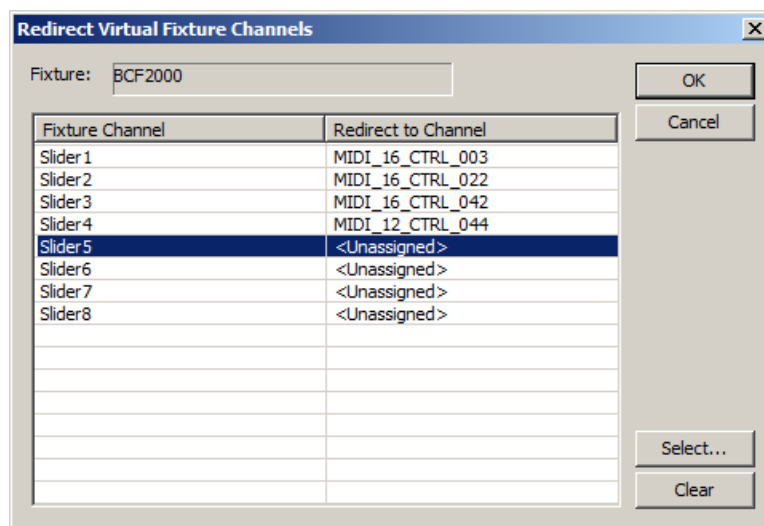 Redirect Virtual Fixture Channels
Fixture: BCF2000
OK
Cancel
Fixture Channel Redirect to Channel
Slider1 MIDI_16_CTRL_003
Slider2 MIDI_16_CTRL_022
Slider3 MIDI_16_CTRL_042
Slider4 MIDI_12_CTRL_044
Slider5 <Unassigned>
Slider6 <Unassigned>
Slider7 <Unassigned>
Slider8 <Unassigned>
Select...
Clear